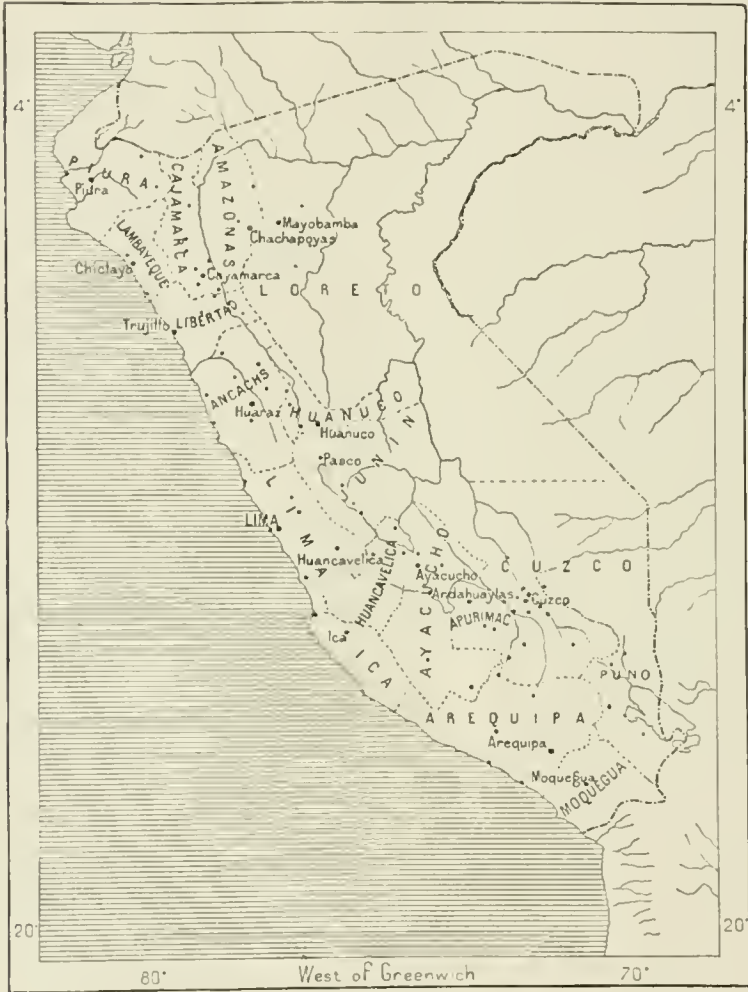 4°
4°
PIURA
Piura
CAJAMARCA
AMAZONAS
Mayobamba
Chachapoyas
LAMBAYEQUE
Chiclayo
Cajamarca
LORETO
Trujillo
LIBERTAD
ANCACHS
Huaraz
HUANUCO
Huanuco
Pasco
JUNIN
LIMA
LIMA
Huancavelica
HUANCAVELICA
AYACUCHO
Ayacucho
CUZCO
Andahuaylas
Cuzco
APURIMAC
Ica
ICA
PUNO
AREQUIPA
Arequipa
Moquegua
MOQUEGUA
20°
20°
80°
West of Greenwich
70°